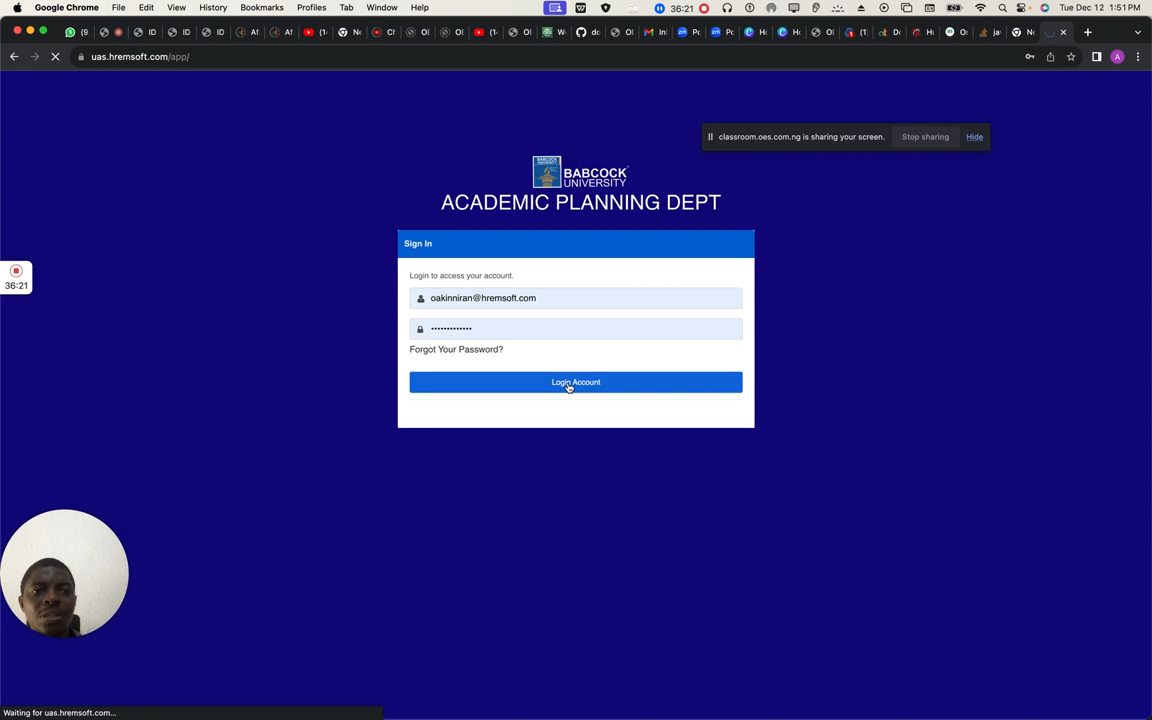 Google Chrome File Edit View History Bookmarks Profiles Tab Window Help 36:21 Tue Dec 12 1:51 PM
uas.hremsoft.com/app/
A
classroom.oes.com.ng is sharing your screen. Stop sharing Hide
BABCOCK
UNIVERSITY
ACADEMIC PLANNING DEPT
Sign In
36:21
Login to access your account.
oakinniran@hremsoft.com
•••••••••••••
Forgot Your Password?
Login Account
Waiting for uas.hremsoft.com...